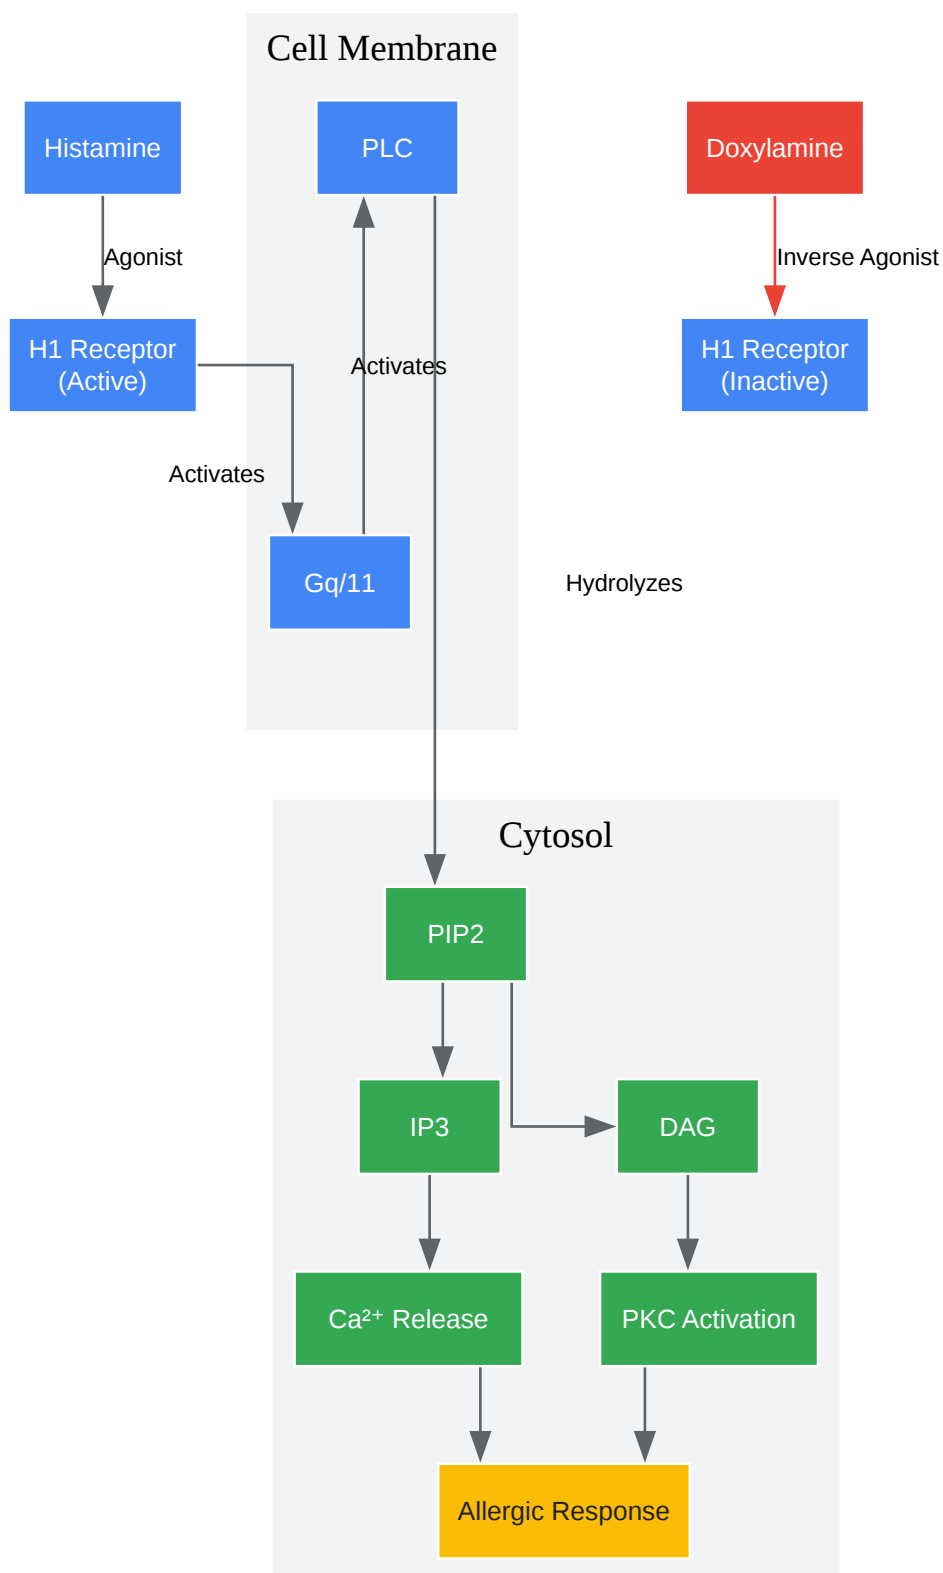 Cell Membrane
Histamine
PLC
Doxylamine
Agonist
Inverse Agonist
H1 Receptor
(Active)
Activates
H1 Receptor
(Inactive)
Activates
Gq/11
Hydrolyzes
Cytosol
PIP2
IP3
DAG
Ca²⁺ Release
PKC Activation
Allergic Response